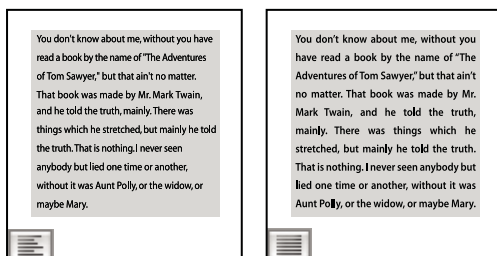 You don't know about me, without you have
read a book by the name of "The Adventures
of Tom Sawyer," but that ain't no matter.
That book was made by Mr. Mark Twain,
and he told the truth, mainly. There was
things which he stretched, but mainly he told
the truth. That is nothing. I never seen
anybody but lied one time or another,
without it was Aunt Polly, or the widow, or
maybe Mary.
You don't know about me, without you
have read a book by the name of "The
Adventures of Tom Sawyer," but that ain't
no matter. That book was made by Mr.
Mark Twain, and he told the truth,
mainly. There was things which he
stretched, but mainly he told the truth.
That is nothing. I never seen anybody but
lied one time or another, without it was
Aunt Polly, or the widow, or maybe Mary.